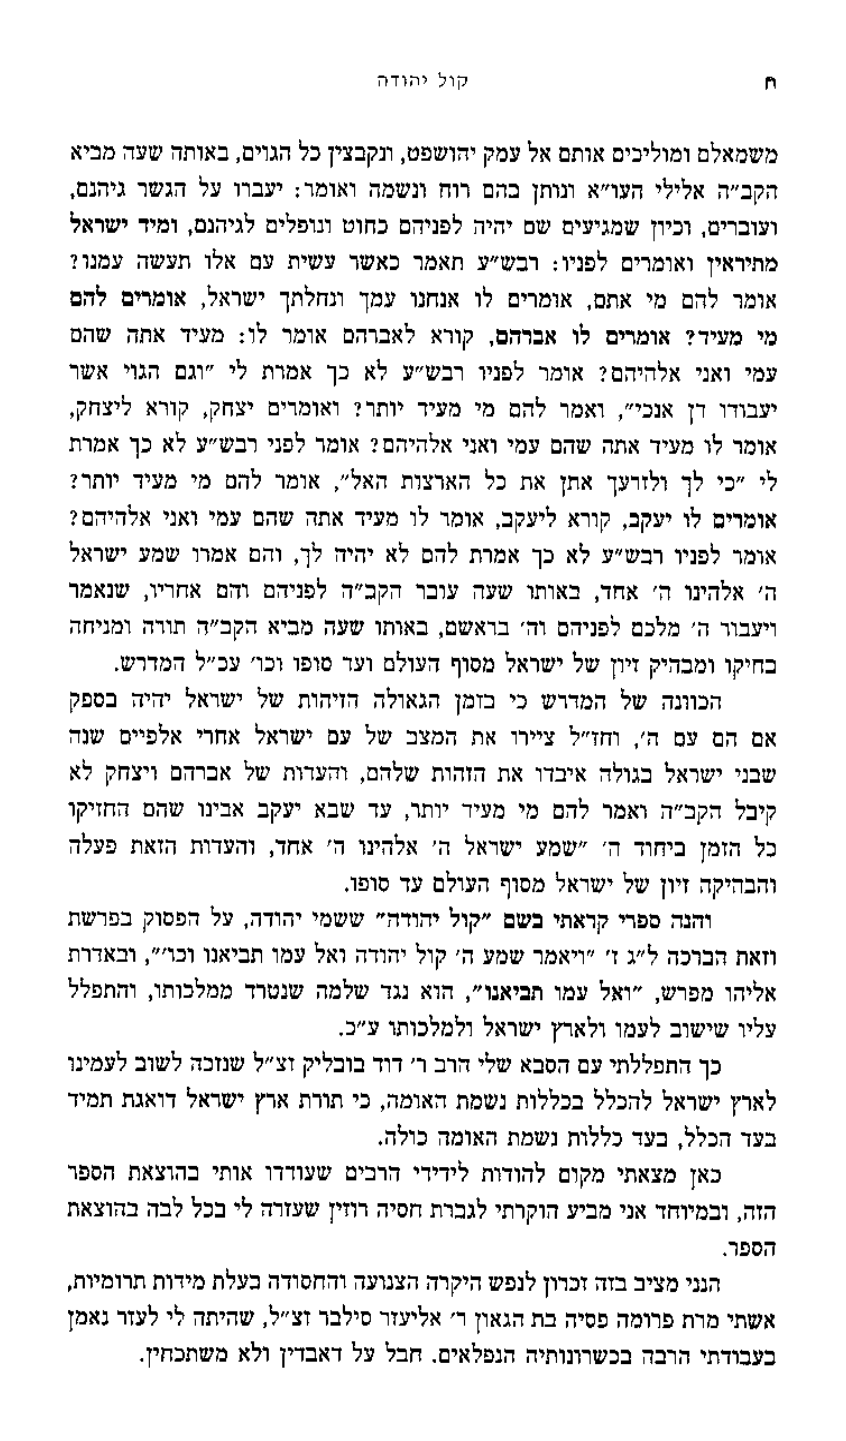 ח
קול יהודה
משמאלם ומוליכים אותם אל עמק יהושפט, ונקבצין כל הגוים, באותה שעה מביא
הקב״ה אלילי העו״א ונותן בהם רוח ונשמה ואומר: יעברו על הגשר גיהנם,
ועוברים, וכיון שמגיעים שם יהיה לפניהם כחוט ונופלים לגיהנם, ומיד ישראל
מתיראין ואומרים לפניו: רבש״ע תאמר כאשר עשית עם אלו תעשה עמנו?
אומר להם מי אתם, אומרים לו אנחנו עמך ונחלתך ישראל, אומרים להם
מי מעיד? אומרים לו אברהם, קורא לאברהם אומר לו: מעיד אתה שהם
עמי ואני אלהיהם? אומר לפניו רבש״ע לא כך אמרת לי ״וגם הגוי אשר
יעבודו דן אנכי״, ואמר להם מי מעיד יותר? ואומרים יצחק, קורא ליצחק,
אומר לו מעיד אתה שהם עמי ואני אלהיהם? אומר לפני רבש״ע לא כך אמרת
לי ״כי לך ולזרעך אתן את כל הארצות האל״, אומר להם מי מעיד יותר?
אומרים לו יעקב, קורא ליעקב, אומר לו מעיד אתה שהם עמי ואני אלהיהם?
אומר לפניו רבש״ע לא כך אמרת להם לא יהיה לך, והם אמרו שמע ישראל
ה׳ אלהינו ה׳ אחד, באותו שעה עובר הקב״ה לפניהם והם אחריו, שנאמר
ויעבור ה׳ מלכם לפניהם וה׳ בראשם, באותו שעה מביא הקב״ה תורה ומניחה
בחיקו ומבהיק זיון של ישראל מסוף העולם ועד סופו וכו׳ עכ״ל המדרש.
הכוונה של המדרש כי בזמן הגאולה הזיהות של ישראל יהיה בספק
אם הם עם ה׳, וחז״ל ציירו את המצב של עם ישראל אחרי אלפיים שנה
שבני ישראל בגולה איבדו את הזהות שלהם, והעדות של אברהם ויצחק לא
קיבל הקב״ה ואמר להם מי מעיד יותר, עד שבא יעקב אבינו שהם החזיקו
כל הזמן ביחוד ה׳ ״שמע ישראל ה׳ אלהינו ה׳ אחד, והעדות הזאת פעלה
והבהיקה זיון של ישראל מסוף העולם עד סופו.
והנה ספרי קראתי בשם ״קול יהודה״ ששמי יהודה, על הפסוק בפרשת
וזאת הברכה ל״ג ז׳ ״ויאמר שמע ה׳ קול יהודה ואל עמו תביאנו וכו׳״, ובאדרת
אליהו מפרש, ״ואל עמו תביאנו״, הוא נגד שלמה שנטרד ממלכותו, והתפלל
עליו שישוב לעמו ולארץ ישראל ולמלכותו ע״כ.
כך התפללתי עם הסבא שלי הרב ר׳ דוד בובליק זצ״ל שנזכה לשוב לעמינו
לארץ ישראל להכלל בכללות נשמת האומה, כי תורת ארץ ישראל דואגת תמיד
בעד הכלל, בעד כללות נשמת האומה כולה.
כאן מצאתי מקום להודות לידידי הרבים שעודדו אותי בהוצאת הספר
הזה, ובמיוחד אני מביע הוקרתי לגברת חסיה רוזין שעזרה לי בכל לבה בהוצאת
הספר.
הנני מציב בזה זכרון לנפש היקרה הצנועה והחסודה בעלת מידות תרומיות,
אשתי מרת פרומה פסיה בת הגאון ר׳ אליעזר סילבר זצ״ל, שהיתה לי לעזר נאמן
בעבודתי הרבה בכשרונותיה הנפלאים. חבל על דאבדין ולא משתכחין.